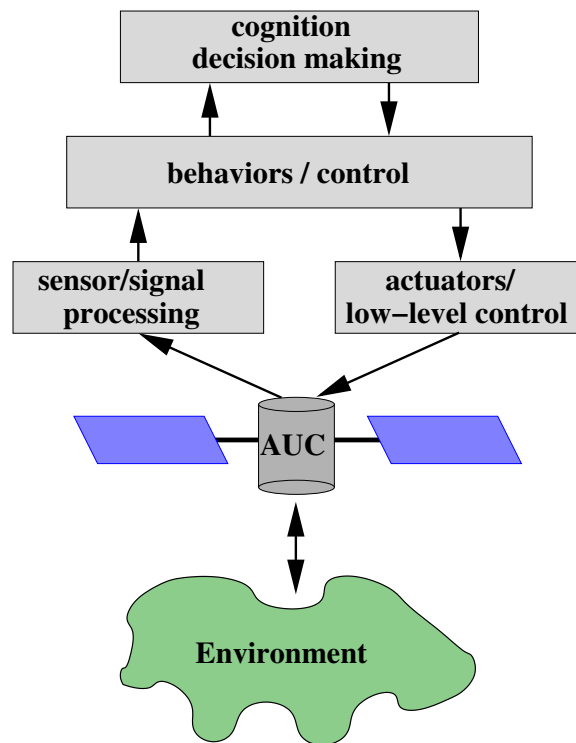 cognition
decision making
behaviors / control
sensor/signal
processing
actuators/
low−level control
AUC
Environment